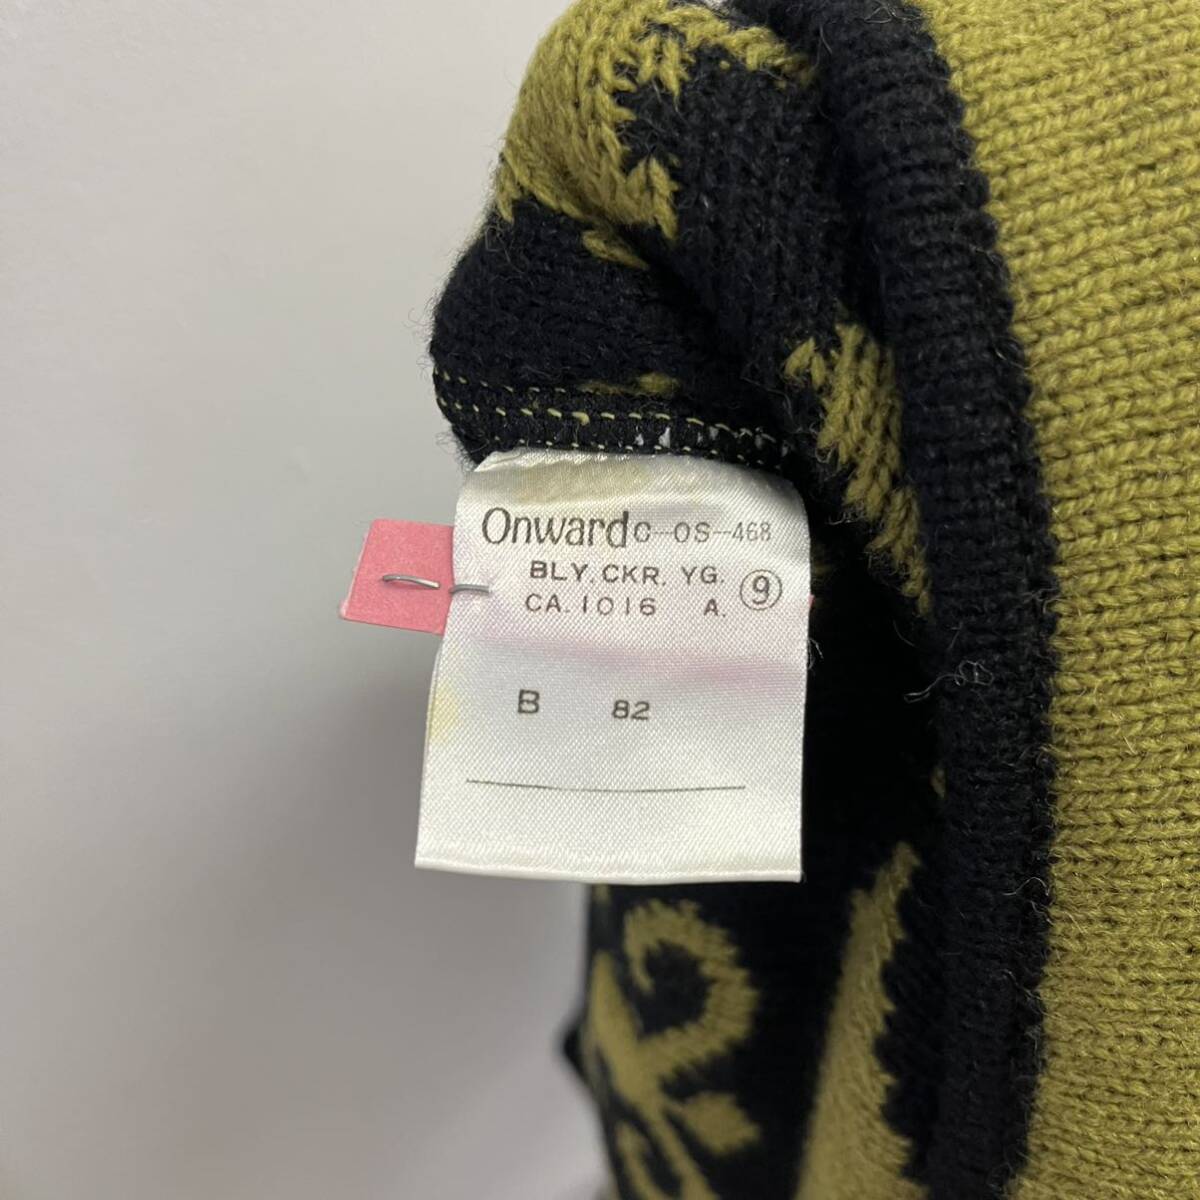 Onward C-OS-468
BLY. CKR. YG. ⑨
CA. 1016 A.
B 82